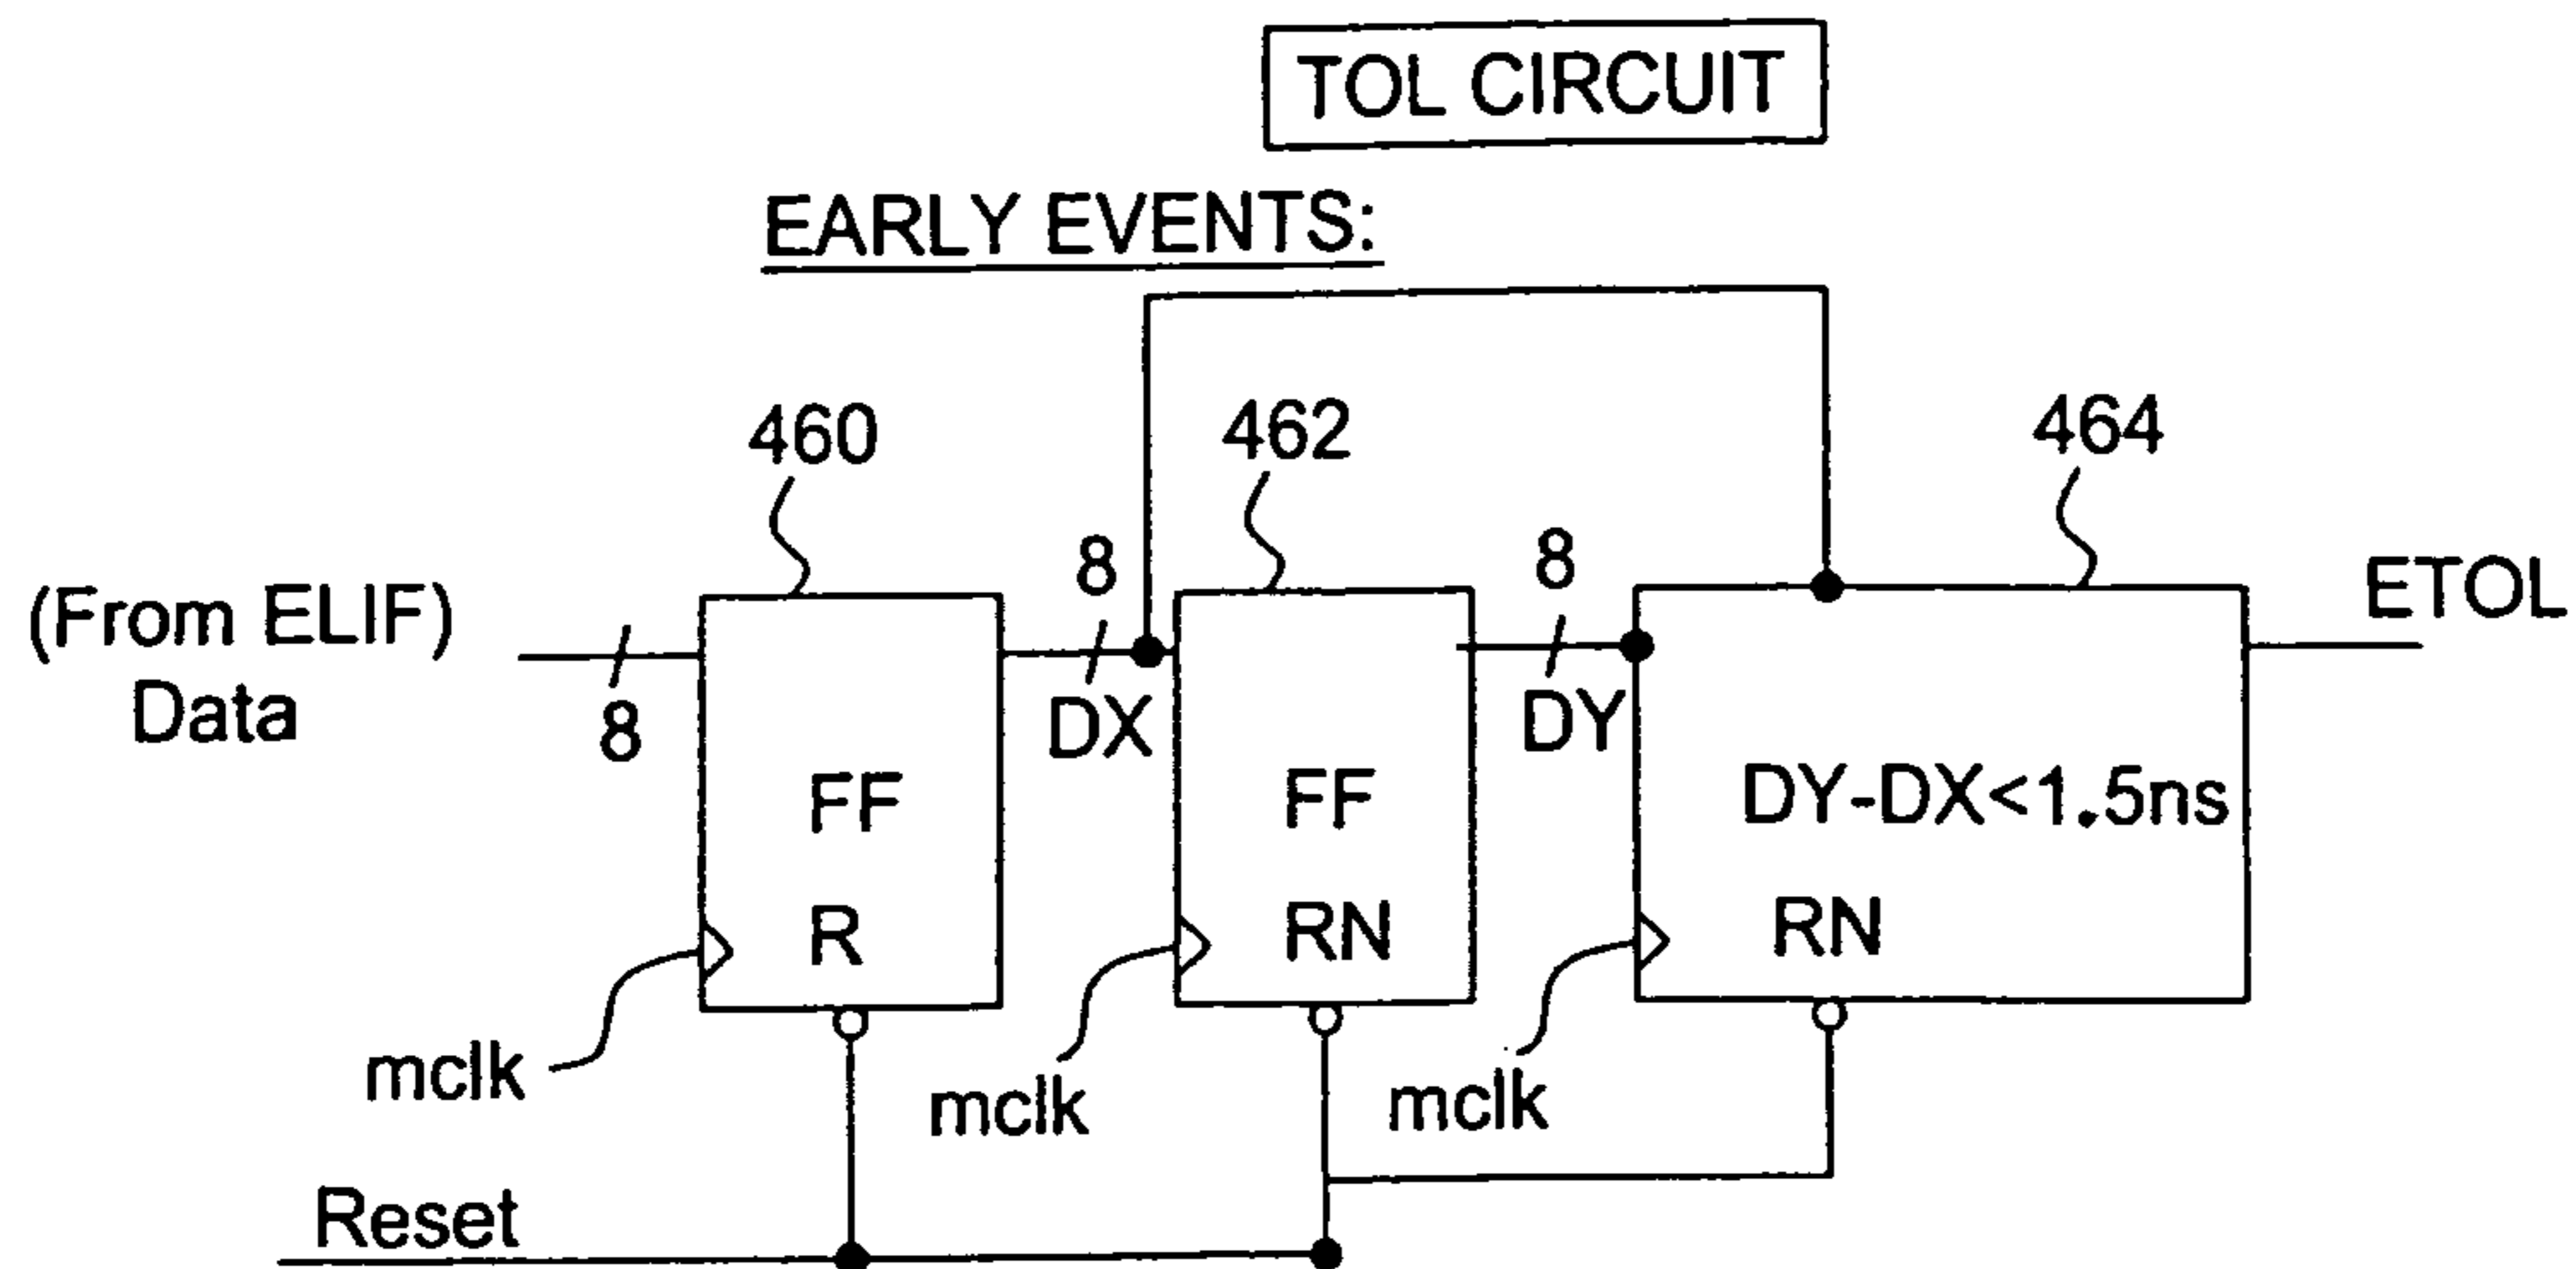 TOL CIRCUIT
EARLY EVENTS:
460
462
464
(From ELIF)
Data
8
8
DX
8
DY
ETOL
FF
R
FF
RN
DY-DX<1.5ns
RN
mclk
mclk
mclk
Reset